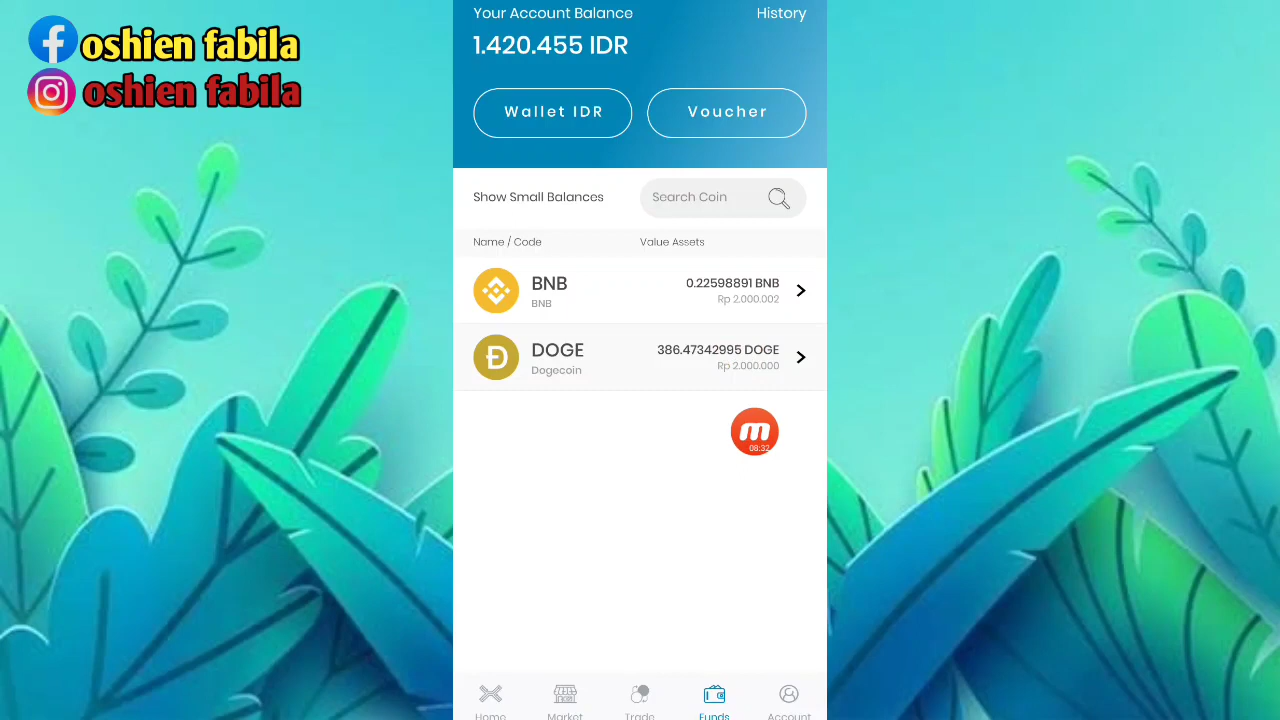 oshien fabila
oshien fabila
Your Account Balance
History
1.420.455 IDR
Wallet IDR
Voucher
Show Small Balances
Search Coin
Name / Code
Value Assets
BNB
0.22598891 BNB
BNB
Rp 2.000.002
DOGE
386.47342995 DOGE
Dogecoin
Rp 2.000.000
06:32
Home
Market
Trade
Funds
Account